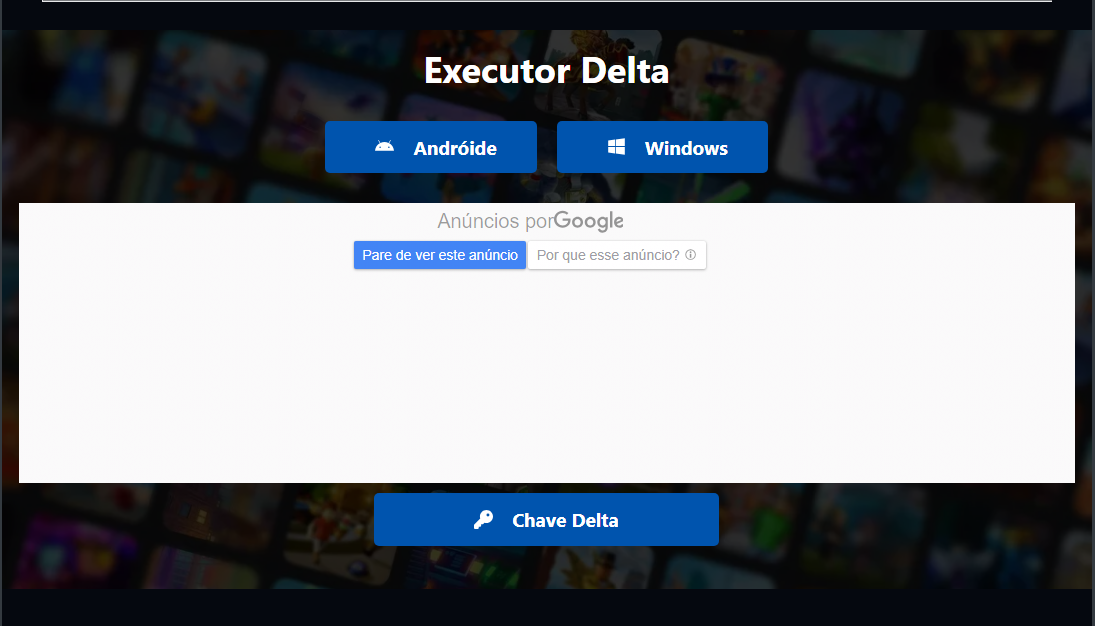 Executor Delta
Andróide
Windows
Anúncios porGoogle
Pare de ver este anúncio
Por que esse anúncio?
Chave Delta